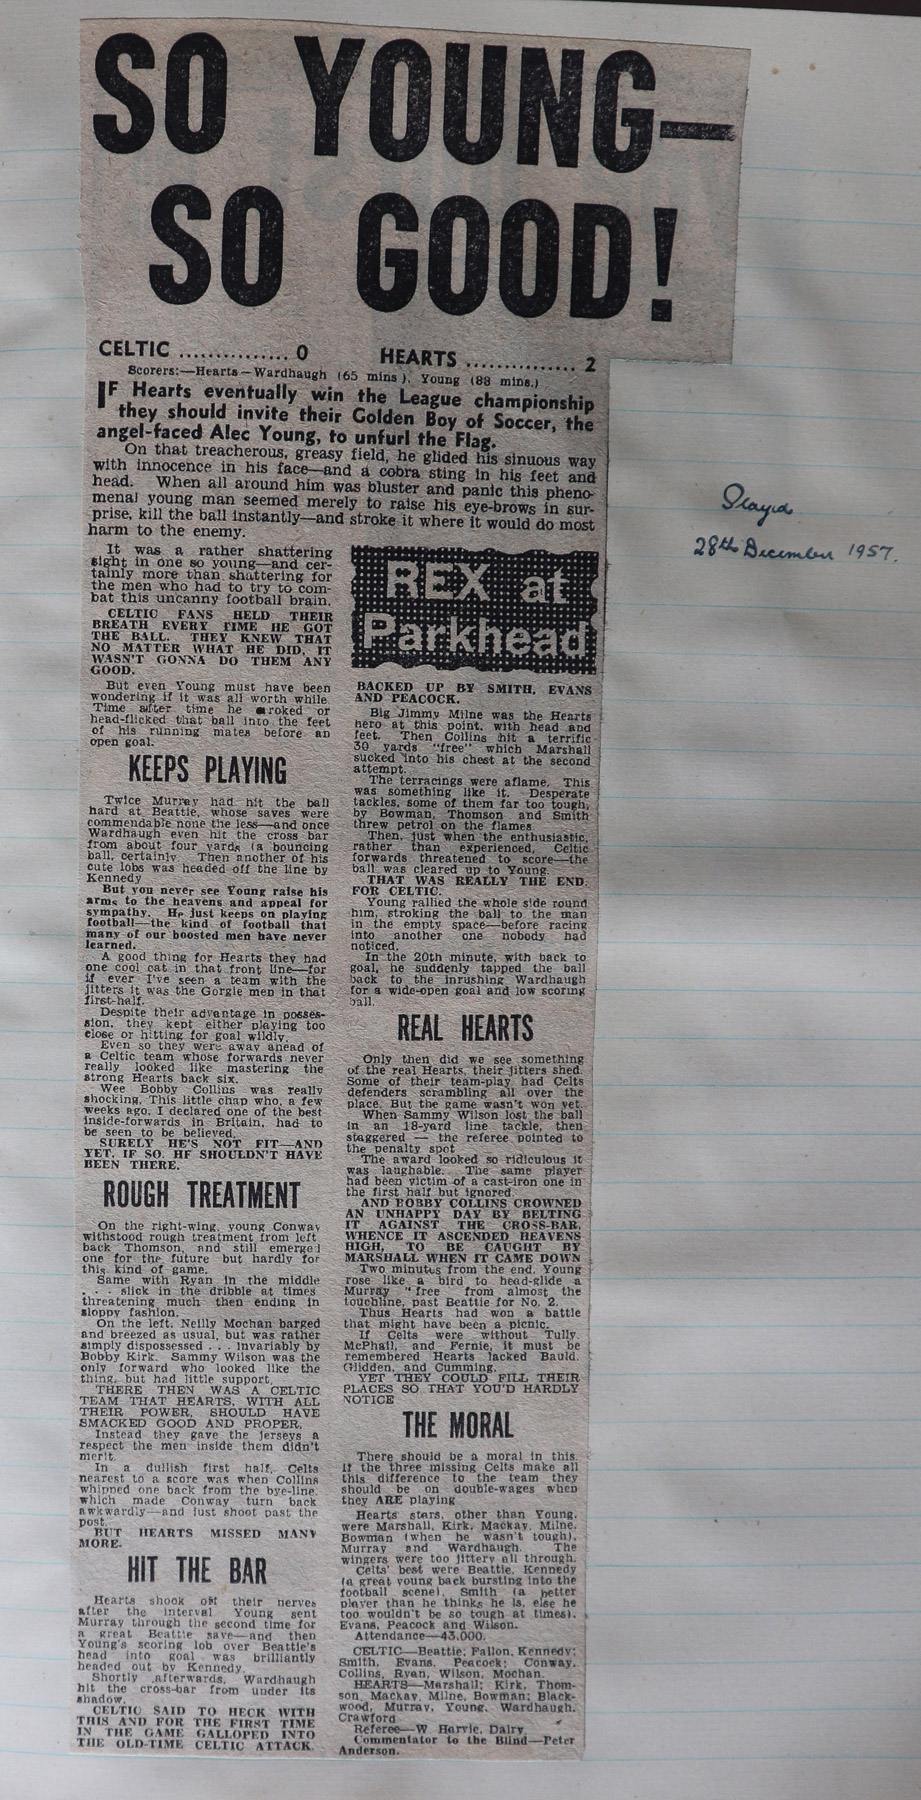 SO YOUNG—
SO GOOD!
CELTIC ............... 0 HEARTS ............... 2
Scorers:—Hearts—Wardhaugh (65 mins), Young (88 mins.)
IF Hearts eventually win the League championship
they should invite their Golden Boy of Soccer, the
angel-faced Alec Young, to unfurl the Flag.
On that treacherous, greasy field, he glided his sinuous way
with innocence in his face—and a cobra sting in his feet and
head. When all around him was bluster and panic this pheno-
menal young man seemed merely to raise his eye-brows in sur-
prise, kill the ball instantly—and stroke it where it would do most
harm to the enemy.
It was a rather shattering
sight in one so young—and cer-
tainly more than shattering for
the men who had to try to com-
bat this uncanny football brain.
CELTIC FANS HELD THEIR
BREATH EVERY TIME HE GOT
THE BALL. THEY KNEW THAT
NO MATTER WHAT HE DID, IT
WASN'T GONNA DO THEM ANY
GOOD.
But even Young must have been
wondering if it was all worth while.
Time after time he stroked or
head-flicked that ball into the feet
of his running mates before an
open goal.
KEEPS PLAYING
Twice Murray had hit the ball
hard at Beattie, whose saves were
commendable none the less—and once
Wardhaugh even hit the cross bar
from about four yards (a bouncing
ball, certainly. Then another of his
cute lobs was headed off the line by
Kennedy
But you never see Young raise his
arms to the heavens and appeal for
sympathy. He just keeps on playing
football—the kind of football that
many of our boosted men have never
learned.
A good thing for Hearts they had
one cool cat in that front line—for
if ever I've seen a team with the
jitters it was the Gorgie men in that
first-half.
Despite their advantage in posses-
sion, they kept either playing too
close or hitting for goal wildly.
Even so they were away ahead of
a Celtic team whose forwards never
really looked like mastering the
strong Hearts back six.
Wee Bobby Collins was really
shocking. This little chap who, a few
weeks ago, I declared one of the best
inside-forwards in Britain, had to
be seen to be believed.
SURELY HE'S NOT FIT—AND
YET, IF SO, HE SHOULDN'T HAVE
BEEN THERE.
ROUGH TREATMENT
On the right-wing, young Conway
withstood rough treatment from left
back Thomson, and still emerged
one for the future but hardly for
this kind of game.
Same with Ryan in the middle
. . . slick in the dribble at times
threatening much then ending in
sloppy fashion.
On the left, Neilly Mochan barged
and breezed as usual, but was rather
simply dispossessed . . . invariably by
Bobby Kirk. Sammy Wilson was the
only forward who looked like the
thing, but had little support.
THERE THEN WAS A CELTIC
TEAM THAT HEARTS, WITH ALL
THEIR POWER, SHOULD HAVE
SMACKED GOOD AND PROPER.
Instead they gave the jerseys a
respect the men inside them didn't
merit.
In a dullish first half, Celts
nearest to a score was when Collins
whipped one back from the bye-line,
which made Conway turn back
awkwardly—and just shoot past the
post.
BUT HEARTS MISSED MANY
MORE.
HIT THE BAR
Hearts shook off their nerves
after the interval Young sent
Murray through the second time for
a great Beattie save—and then
Young's scoring lob over Beattie's
head into goal was brilliantly
headed out by Kennedy.
Shortly afterwards, Wardhaugh
hit the cross-bar from under its
shadow.
CELTIC SAID TO HECK WITH
THIS AND FOR THE FIRST TIME
IN THE GAME GALLOPED INTO
THE OLD-TIME CELTIC ATTACK.
REX at
Parkhead
BACKED UP BY SMITH, EVANS
AND PEACOCK.
Big Jimmy Milne was the Hearts
hero at this point, with head and
feet. Then Collins hit a terrific
30 yards "free" which Marshall
sucked into his chest at the second
attempt.
The terracings were aflame. This
was something like it. Desperate
tackles, some of them far too tough,
by Bowman, Thomson and Smith
threw petrol on the flames
Then, just when the enthusiastic,
rather than experienced, Celtic
forwards threatened to score—the
ball was cleared up to Young.
THAT WAS REALLY THE END
FOR CELTIC.
Young rallied the whole side round
him, stroking the ball to the man
in the empty space—before racing
into another one nobody had
noticed.
In the 20th minute, with back to
goal, he suddenly tapped the ball
back to the inrushing Wardhaugh
for a wide-open goal and low scoring
ball.
REAL HEARTS
Only then did we see something
of the real Hearts, their jitters shed.
Some of their team-play had Celts
defenders scrambling all over the
place. But the game wasn't won yet.
When Sammy Wilson lost the ball
in an 18-yard line tackle, then
staggered — the referee pointed to
the penalty spot
The award looked so ridiculous it
was laughable. The same player
had been victim of a cast-iron one in
the first half but ignored.
AND BOBBY COLLINS CROWNED
AN UNHAPPY DAY BY BELTING
IT AGAINST THE CROSS-BAR,
WHENCE IT ASCENDED HEAVENS
HIGH, TO BE CAUGHT BY
MARSHALL WHEN IT CAME DOWN
Two minutes from the end, Young
rose like a bird to head-glide a
Murray "free" from almost the
touchline, past Beattie for No. 2.
Thus Hearts had won a battle
that might have been a picnic.
If Celts were without Tully,
McPhail, and Fernie, it must be
remembered Hearts lacked Bauld,
Glidden, and Cumming.
YET THEY COULD FILL THEIR
PLACES SO THAT YOU'D HARDLY
NOTICE
THE MORAL
There should be a moral in this.
If the three missing Celts make all
this difference to the team they
should be on double-wages when
they ARE playing
Hearts stars, other than Young,
were Marshall, Kirk, Mackay, Milne,
Bowman (when he wasn't tough),
Murray and Wardhaugh. The
wingers were too jittery all through.
Celts' best were Beattie, Kennedy
(a great young back bursting into the
football scene), Smith (a better
player than he thinks he is, else he
too wouldn't be so tough at times),
Evans, Peacock and Wilson.
Attendance—43,000.
CELTIC—Beattie, Fallon, Kennedy;
Smith, Evans, Peacock; Conway,
Collins, Ryan, Wilson, Mochan.
HEARTS—Marshall; Kirk, Thom-
son, Mackay, Milne, Bowman; Black-
wood, Murray, Young, Wardhaugh,
Crawford
Referee—W Harvie, Dalry
Commentator to the Blind—Peter
Anderson.
Played
28th December 1957.